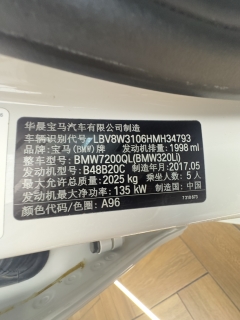 华晨宝马汽车有限公司制造
车辆识别代号：LBV8W3106HMH34793
品牌：宝马(BMW) 发动机排量：1998 ml
整车型号：BMW7200QL(BMW320Li)
发动机型号：B48B20C 制造年月：2017.05
最大允许总质量：2025 kg 乘坐人数：5 人
发动机最大净功率：135 kW 制造国：中国
颜色代码/色圈：A96